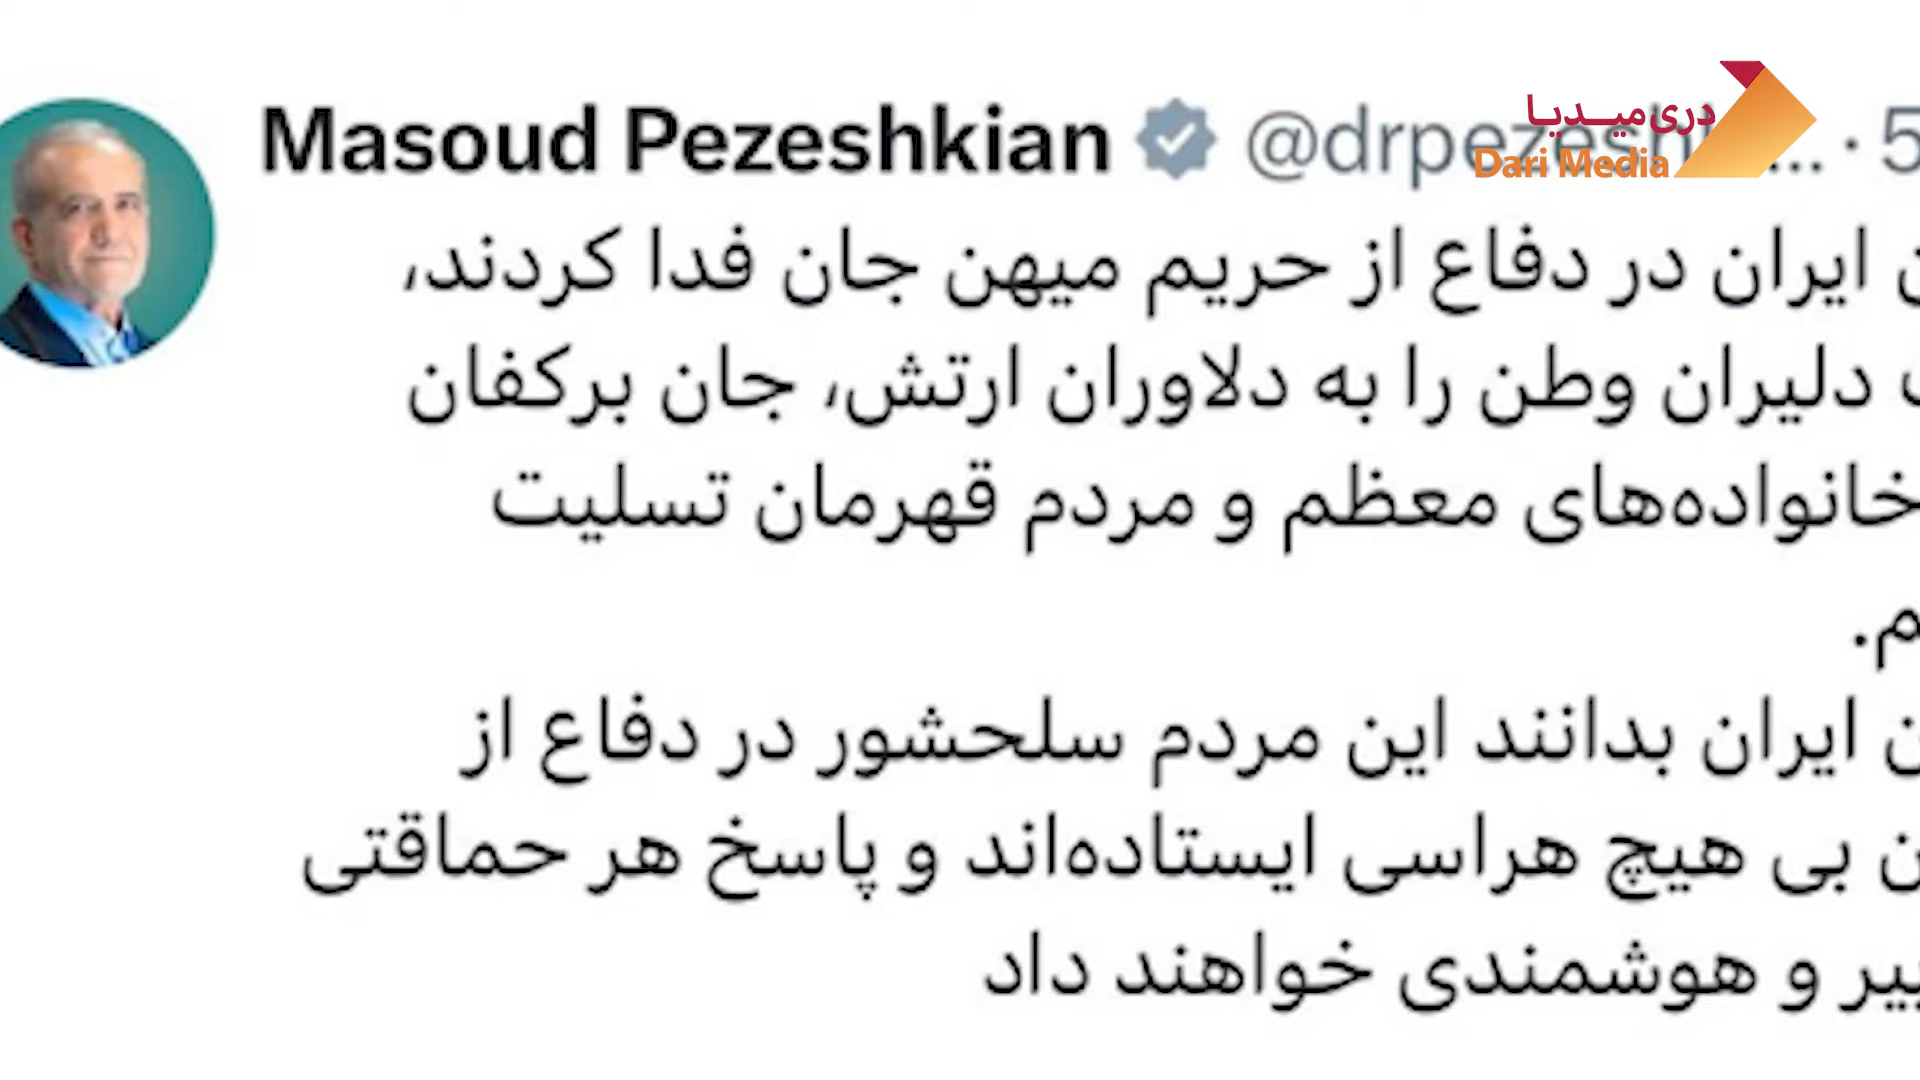 Masoud Pezeshkian
دری میدیا
Dari Media
ایران در دفاع از حریم میهن جان فدا کردند،
دلیران وطن را به دلاوران ارتش، جان برکفان
خانواده‌های معظم و مردم قهرمان تسلیت
ایران بدانند این مردم سلحشور در دفاع از
بی هیچ هراسی ایستاده‌اند و پاسخ هر حماقتی
و هوشمندی خواهند داد